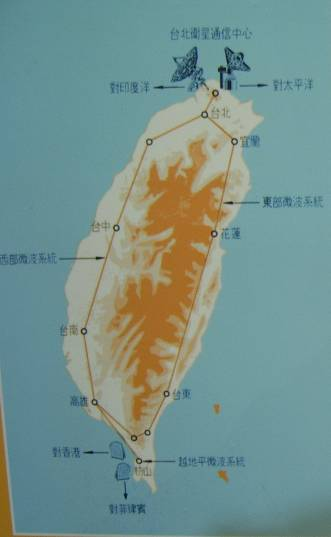 台北衛星通信中心
對印度洋
對太平洋
台北
宜蘭
東部微波系統
台中
花蓮
西部微波系統
台南
高雄
台東
對香港
越地平微波系統
對菲律賓